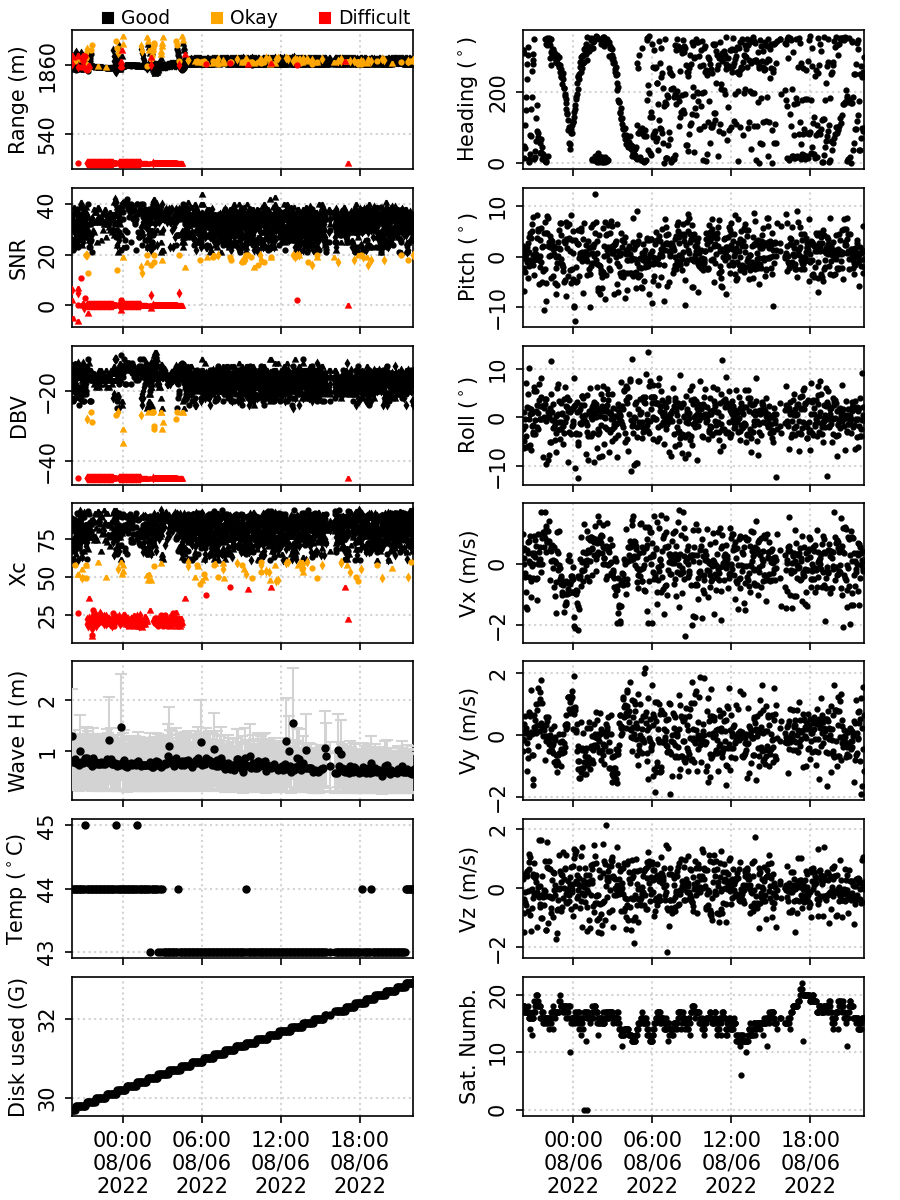 Good Okay Difficult
Range (m)
1860
540
Heading (°)
200
0
SNR
40
20
0
Pitch (°)
10
0
−10
DBV
−20
−40
Roll (°)
10
0
−10
Xc
75
50
25
Vx (m/s)
0
−2
Wave H (m)
2
1
Vy (m/s)
2
0
−2
Temp (°C)
45
44
43
Vz (m/s)
2
0
−2
Disk used (G)
32
30
Sat. Numb.
20
10
0
00:00 06:00 12:00 18:00
08/06 08/06 08/06 08/06
2022 2022 2022 2022
00:00 06:00 12:00 18:00
08/06 08/06 08/06 08/06
2022 2022 2022 2022